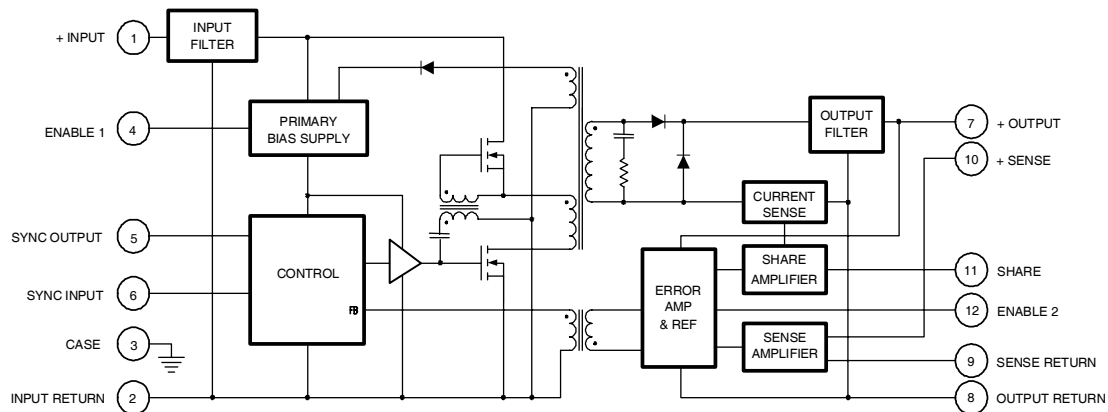 + INPUT
1
INPUT
FILTER
ENABLE 1
4
PRIMARY
BIAS SUPPLY
OUTPUT
FILTER
7
+ OUTPUT
10
+ SENSE
CURRENT
SENSE
SYNC OUTPUT
5
CONTROL
SYNC INPUT
6
FB
ERROR
AMP
& REF
SHARE
AMPLIFIER
11
SHARE
12
ENABLE 2
CASE
3
SENSE
AMPLIFIER
9
SENSE RETURN
INPUT RETURN
2
8
OUTPUT RETURN